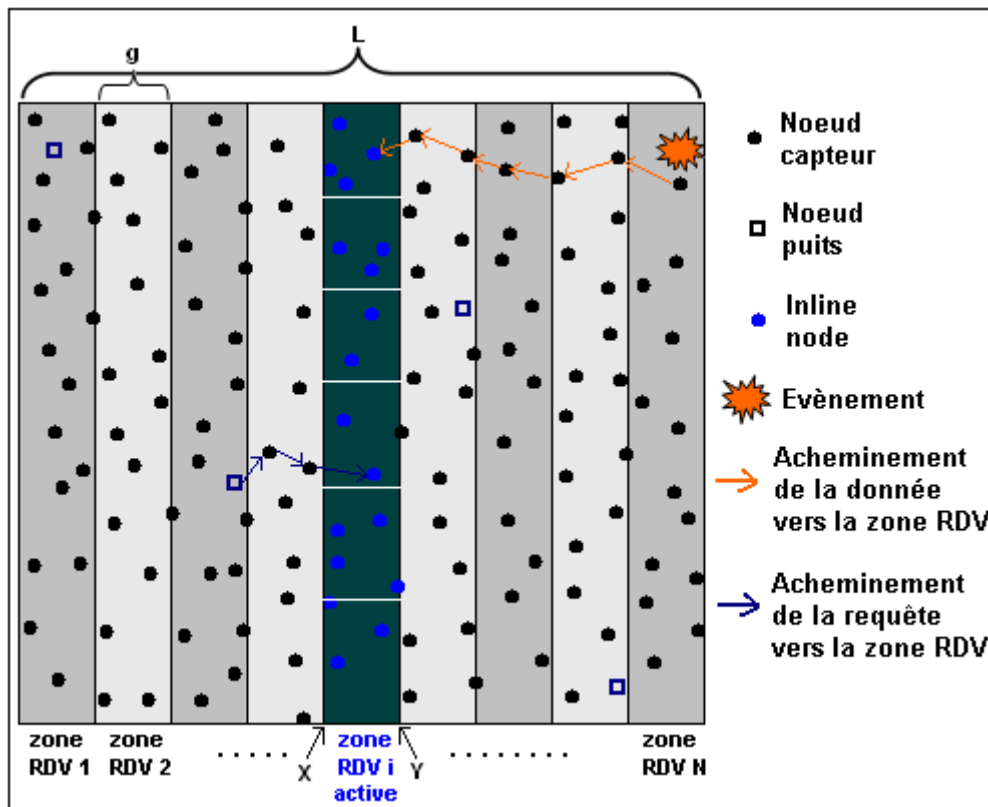 L
g
Noeud
capteur
Noeud
puits
Inline
node
Evènement
Acheminement
de la donnée
vers la zone RDV
Acheminement
de la requête
vers la zone RDV
zone
RDV 1
zone
RDV 2
. . . . . .
X
zone
RDV i
active
Y
. . . . . . . .
zone
RDV N